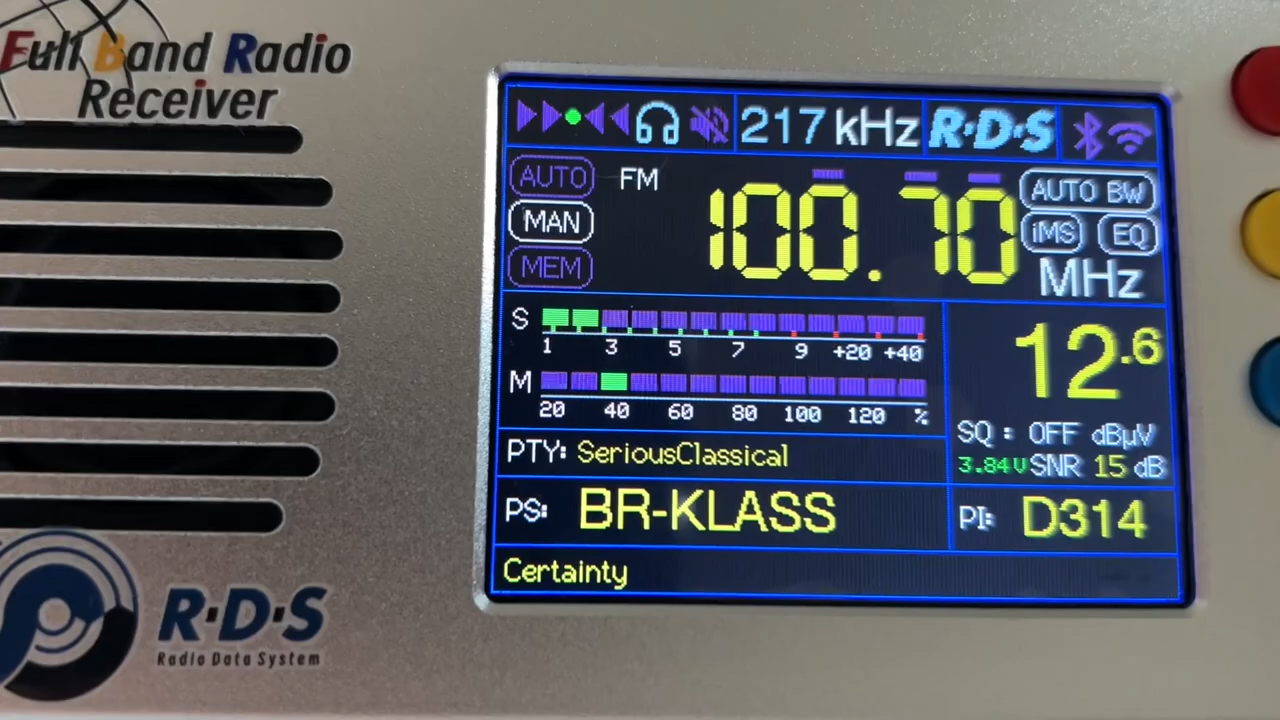 Full Band Radio
Receiver
217 kHz R·D·S
AUTO FM 100.70 AUTO BW
MAN iMS EQ
MEM MHz
S 1 3 5 7 9 +20 +40
12.6
M 20 40 60 80 100 120 %
SQ : OFF dBµV
3.84V SNR 15 dB
PTY: SeriousClassical
PS: BR-KLASS PI: D314
Certainty
R·D·S
Radio Data System